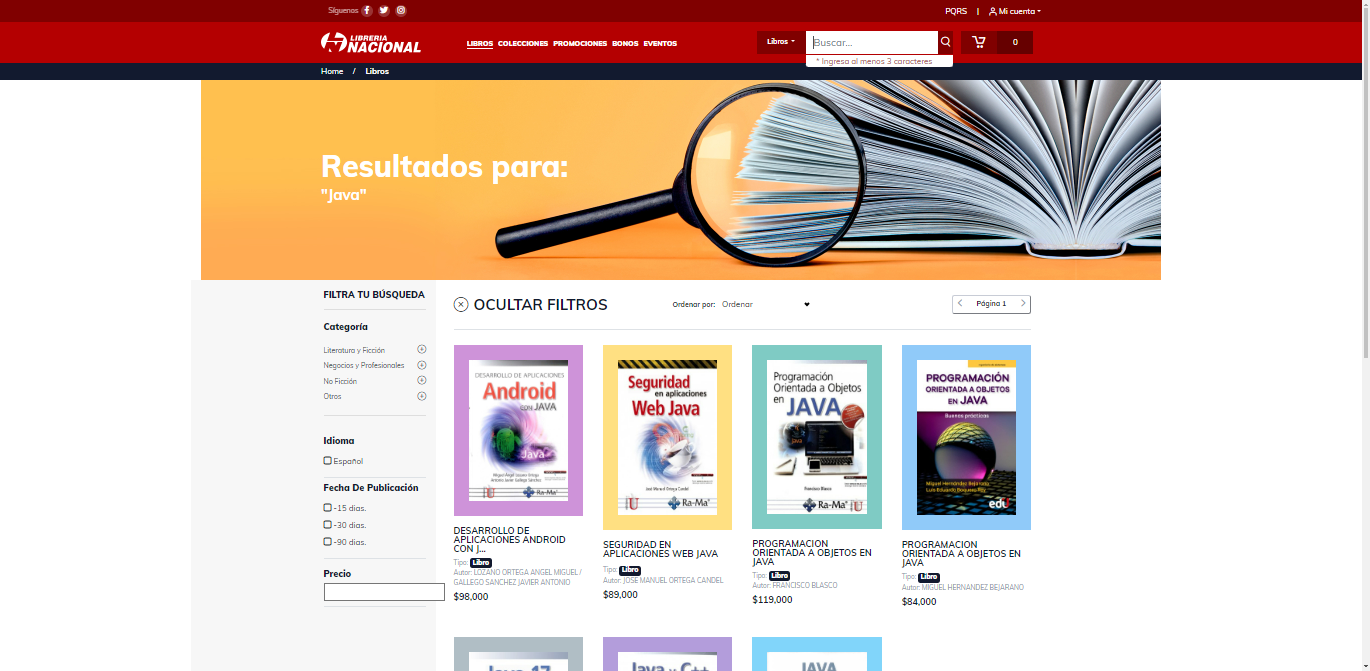 Síguenos
PQRS
Mi cuenta
LIBRERIA
NACIONAL
LIBROS COLECCIONES PROMOCIONES BONOS EVENTOS
Libros
Buscar...
0
* Ingresa al menos 3 caracteres
Home / Libros
Resultados para:
"Java"
FILTRA TU BÚSQUEDA
Categoría
Literatura y Ficción
Negocios y Profesionales
No Ficción
Otros
Idioma
Español
Fecha De Publicación
-15 dias.
-30 dias.
-90 dias.
Precio
OCULTAR FILTROS
Ordenar por: Ordenar
Página 1
DESARROLLO DE APLICACIONES
Android
CON JAVA
Java
Miguel Angel Lozano Ortega
Antonio Javier Gallego Sánchez
Ra-Ma®
DESARROLLO DE
APLICACIONES ANDROID
CON J...
Tipo: Libro
Autor: LOZANO ORTEGA ANGEL MIGUEL /
GALLEGO SANCHEZ JAVIER ANTONIO
$98,000
Seguridad
en aplicaciones
Web Java
José Manuel Ortega Candel
Ra-Ma®
SEGURIDAD EN
APLICACIONES WEB JAVA
Tipo: Libro
Autor: JOSE MANUEL ORTEGA CANDEL
$89,000
Programación
Orientada a Objetos
en JAVA
Francisco Blasco
Ra-Ma®
PROGRAMACION
ORIENTADA A OBJETOS EN
JAVA
Tipo: Libro
Autor: FRANCISCO BLASCO
$119,000
PROGRAMACIÓN
ORIENTADA A OBJETOS
EN JAVA
Buenas prácticas
Miguel Hernández Bejarano
Luis Eduardo Baquero Rey
ediU
PROGRAMACION
ORIENTADA A OBJETOS EN
JAVA
Tipo: Libro
Autor: MIGUEL HERNANDEZ BEJARANO
$84,000
Java 17
Java y C++
JAVA